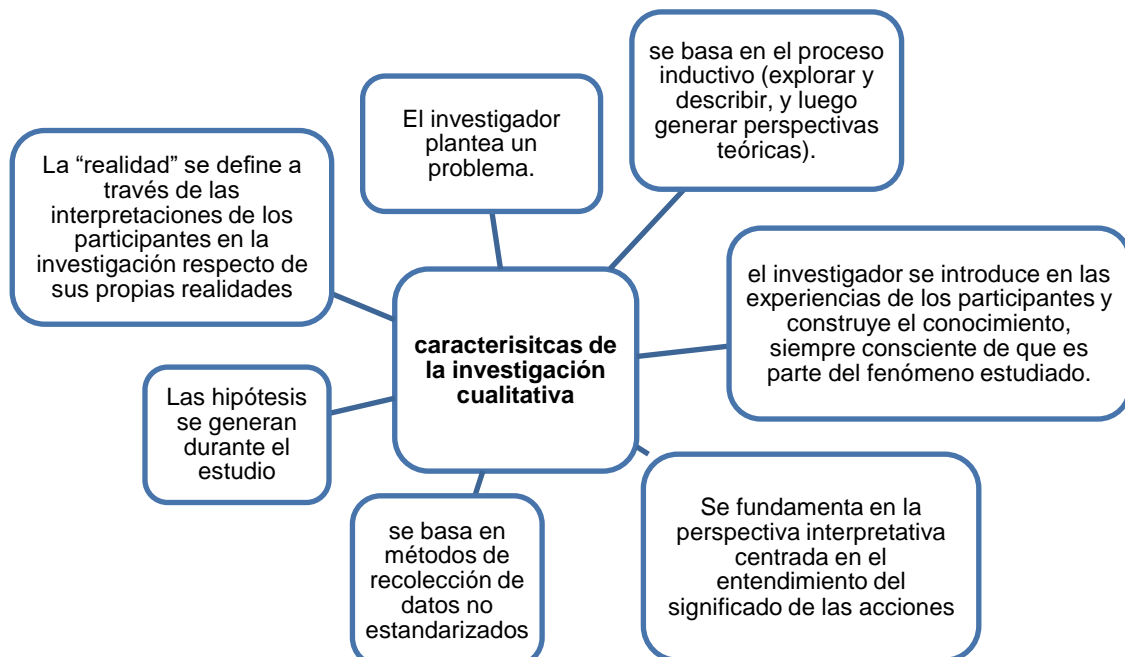 se basa en el proceso
inductivo (explorar y
describir, y luego
generar perspectivas
teóricas).
El investigador
plantea un
problema.
La “realidad” se define a
través de las
interpretaciones de los
participantes en la
investigación respecto de
sus propias realidades
el investigador se introduce en las
experiencias de los participantes y
construye el conocimiento,
siempre consciente de que es
parte del fenómeno estudiado.
caracterisitcas de
la investigación
cualitativa
Las hipótesis
se generan
durante el
estudio
Se fundamenta en la
perspectiva interpretativa
centrada en el
entendimiento del
significado de las acciones
se basa en
métodos de
recolección de
datos no
estandarizados